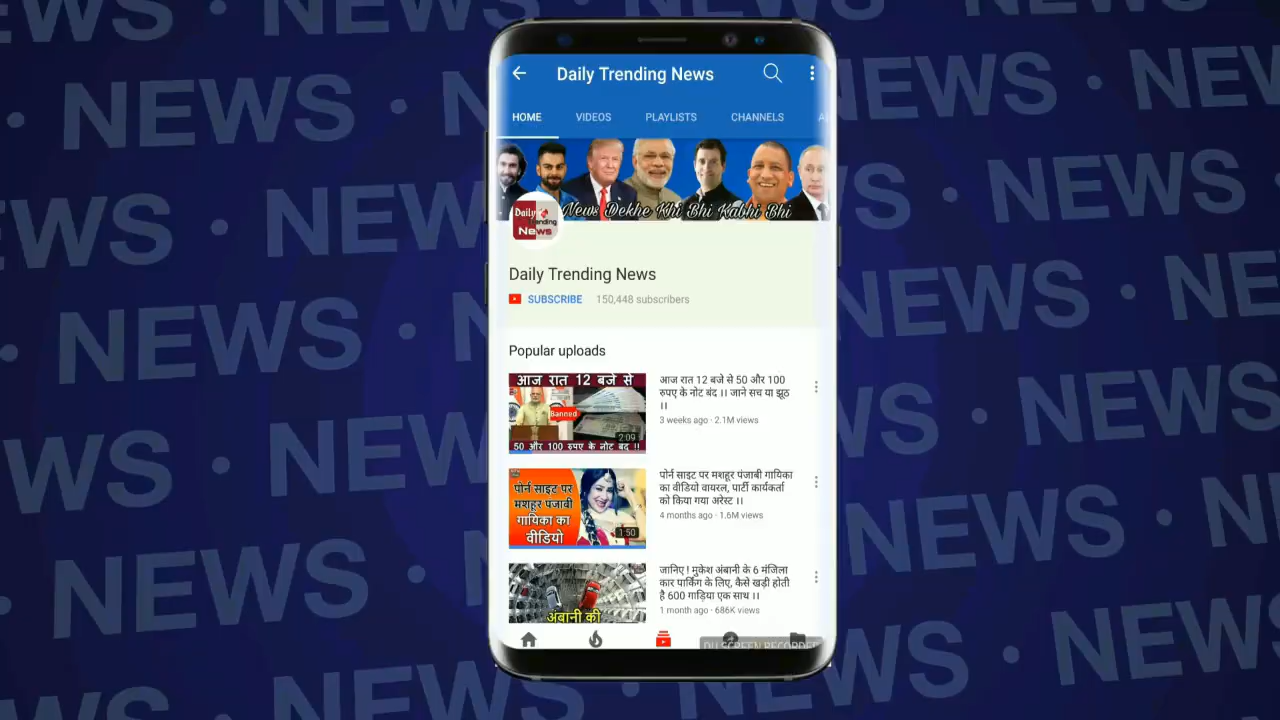 NEWS
Daily Trending News
HOME VIDEOS PLAYLISTS CHANNELS
News Dekhe Khi Bhi Kabhi Bhi
Daily
Trending
News
Daily Trending News
SUBSCRIBE 150,448 subscribers
Popular uploads
आज रात 12 बजे से
Banned
2:09
50 और 100 रुपए के नोट बंद !!
आज रात 12 बजे से 50 और 100
रुपए के नोट बंद ।। जाने सच या झूठ
।।
3 weeks ago · 2.1M views
पोर्न साइट पर
मशहूर पंजाबी
गायिका का
वीडियो
1:50
पोर्न साइट पर मशहूर पंजाबी गायिका
का वीडियो वायरल, पार्टी कार्यकर्ता
को किया गया अरेस्ट ।।
4 months ago · 1.6M views
अंबानी की
जानिए ! मुकेश अंबानी के 6 मंजिला
कार पार्किंग के लिए, कैसे खड़ी होती
है 600 गाड़िया एक साथ ।।
1 month ago · 686K views
DU SCREEN RECORDER